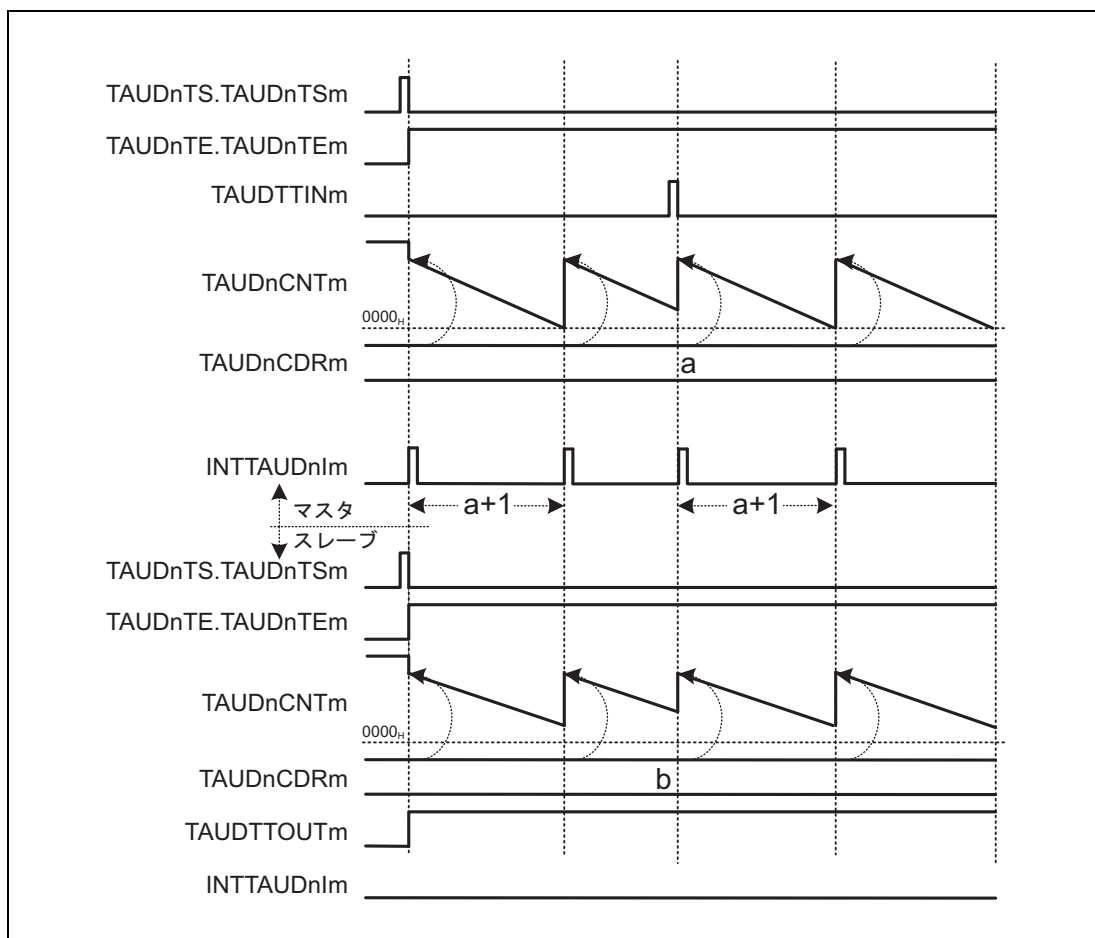 TAUDnTS.TAUDnTSm
TAUDnTE.TAUDnTEm
TAUDTTINm
TAUDnCNTm
0000H
TAUDnCDRm
a
INTTAUDnIm
a+1
a+1
マスタ
スレーブ
TAUDnTS.TAUDnTSm
TAUDnTE.TAUDnTEm
TAUDnCNTm
0000H
TAUDnCDRm
b
TAUDTTOUTm
INTTAUDnIm